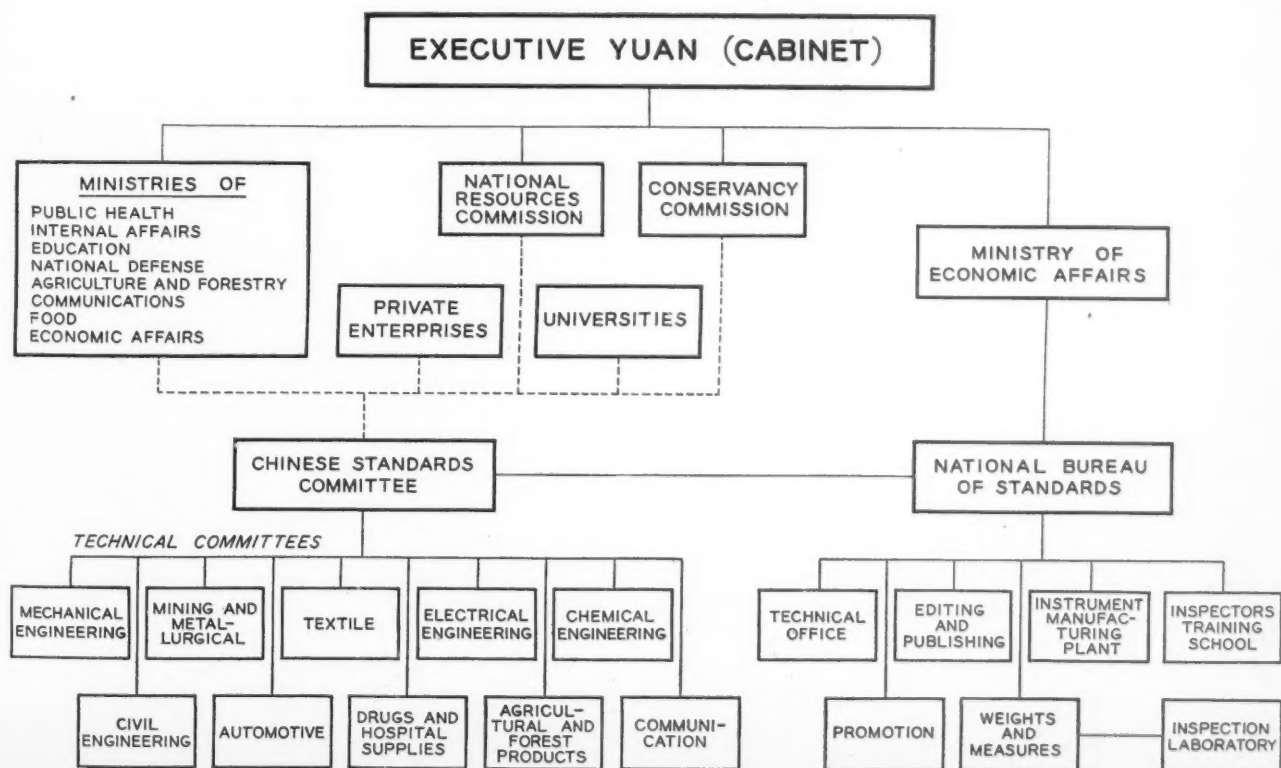 EXECUTIVE YUAN (CABINET)
MINISTRIES OF
PUBLIC HEALTH
INTERNAL AFFAIRS
EDUCATION
NATIONAL DEFENSE
AGRICULTURE AND FORESTRY
COMMUNICATIONS
FOOD
ECONOMIC AFFAIRS
NATIONAL
RESOURCES
COMMISSION
CONSERVANCY
COMMISSION
MINISTRY OF
ECONOMIC AFFAIRS
PRIVATE
ENTERPRISES
UNIVERSITIES
CHINESE STANDARDS
COMMITTEE
NATIONAL BUREAU
OF STANDARDS
TECHNICAL COMMITTEES
MECHANICAL
ENGINEERING
MINING AND
METAL-
LURGICAL
TEXTILE
ELECTRICAL
ENGINEERING
CHEMICAL
ENGINEERING
CIVIL
ENGINEERING
AUTOMOTIVE
DRUGS AND
HOSPITAL
SUPPLIES
AGRICUL-
TURAL AND
FOREST
PRODUCTS
COMMUNI-
CATION
TECHNICAL
OFFICE
EDITING
AND
PUBLISHING
INSTRUMENT
MANUFAC-
TURING
PLANT
INSPECTORS
TRAINING
SCHOOL
PROMOTION
WEIGHTS
AND
MEASURES
INSPECTION
LABORATORY